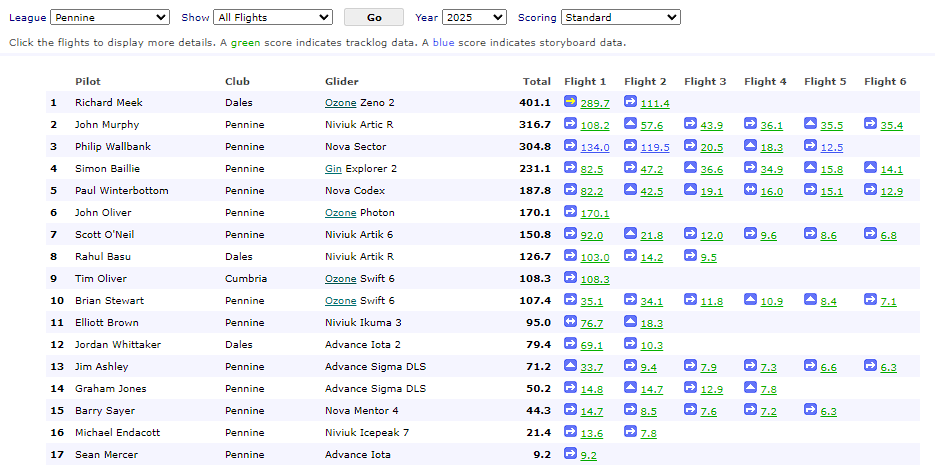 League Pennine Show All Flights Go Year 2025 Scoring Standard
Click the flights to display more details. A green score indicates tracklog data. A blue score indicates storyboard data.
Pilot Club Glider Total Flight 1 Flight 2 Flight 3 Flight 4 Flight 5 Flight 6
1 Richard Meek Dales Ozone Zeno 2 401.1 289.7 111.4
2 John Murphy Pennine Niviuk Artic R 316.7 108.2 57.6 43.9 36.1 35.5 35.4
3 Philip Wallbank Pennine Nova Sector 304.8 134.0 119.5 20.5 18.3 12.5
4 Simon Baillie Pennine Gin Explorer 2 231.1 82.5 47.2 36.6 34.9 15.8 14.1
5 Paul Winterbottom Pennine Nova Codex 187.8 82.2 42.5 19.1 16.0 15.1 12.9
6 John Oliver Pennine Ozone Photon 170.1 170.1
7 Scott O'Neil Pennine Niviuk Artik 6 150.8 92.0 21.8 12.0 9.6 8.6 6.8
8 Rahul Basu Dales Niviuk Artik R 126.7 103.0 14.2 9.5
9 Tim Oliver Cumbria Ozone Swift 6 108.3 108.3
10 Brian Stewart Pennine Ozone Swift 6 107.4 35.1 34.1 11.8 10.9 8.4 7.1
11 Elliott Brown Pennine Niviuk Ikuma 3 95.0 76.7 18.3
12 Jordan Whittaker Dales Advance Iota 2 79.4 69.1 10.3
13 Jim Ashley Pennine Advance Sigma DLS 71.2 33.7 9.4 7.9 7.3 6.6 6.3
14 Graham Jones Pennine Advance Sigma DLS 50.2 14.8 14.7 12.9 7.8
15 Barry Sayer Pennine Nova Mentor 4 44.3 14.7 8.5 7.6 7.2 6.3
16 Michael Endacott Pennine Niviuk Icepeak 7 21.4 13.6 7.8
17 Sean Mercer Pennine Advance Iota 9.2 9.2